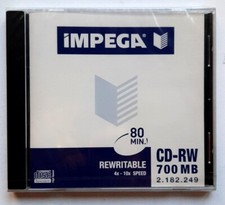 IMPEGA
80
MIN.
REWRITABLE
4x - 10x SPEED
CD-RW
700 MB
2.182.249